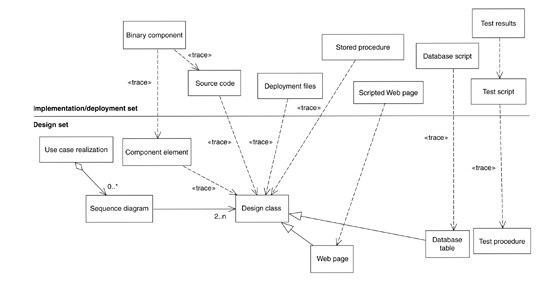 Test results
Binary component
Stored procedure
Database script
«trace»
«trace»
Source code
Deployment files
Scripted Web page
Test script
«trace»
Implementation/deployment set
Design set
«trace»
«trace»
«trace»
«trace»
«trace»
Use case realization
Component element
«trace»
0..*
Sequence diagram
2..n
Design class
Web page
Database
table
Test procedure